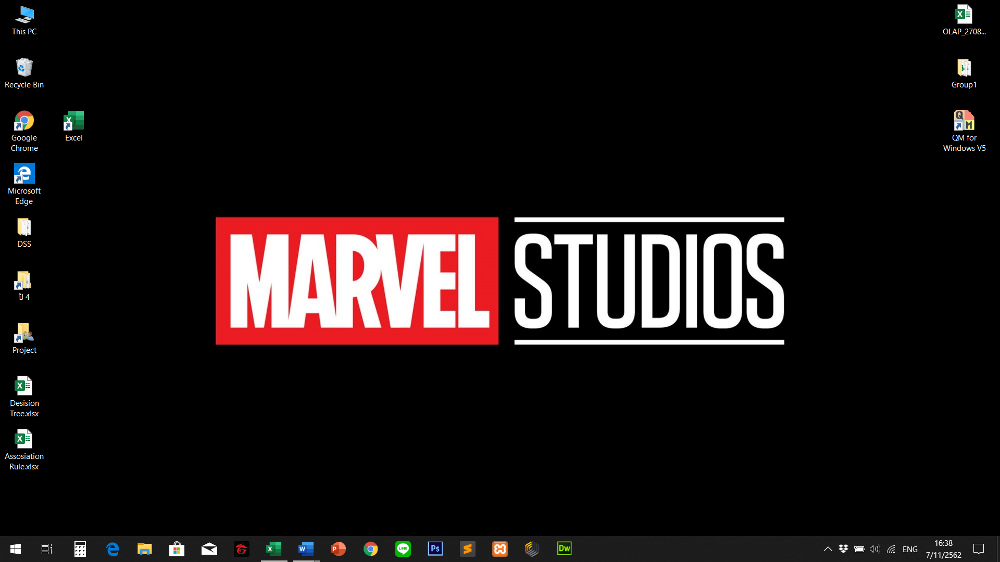 This PC
Recycle Bin
Google
Chrome
Excel
Microsoft
Edge
DSS
ปี 4
Project
Desision
Tree.xlsx
Assosiation
Rule.xlsx
OLAP_2708...
Group1
QM for
Windows V5
MARVEL STUDIOS
LINE
Ps
Dw
ENG
16:38
7/11/2562